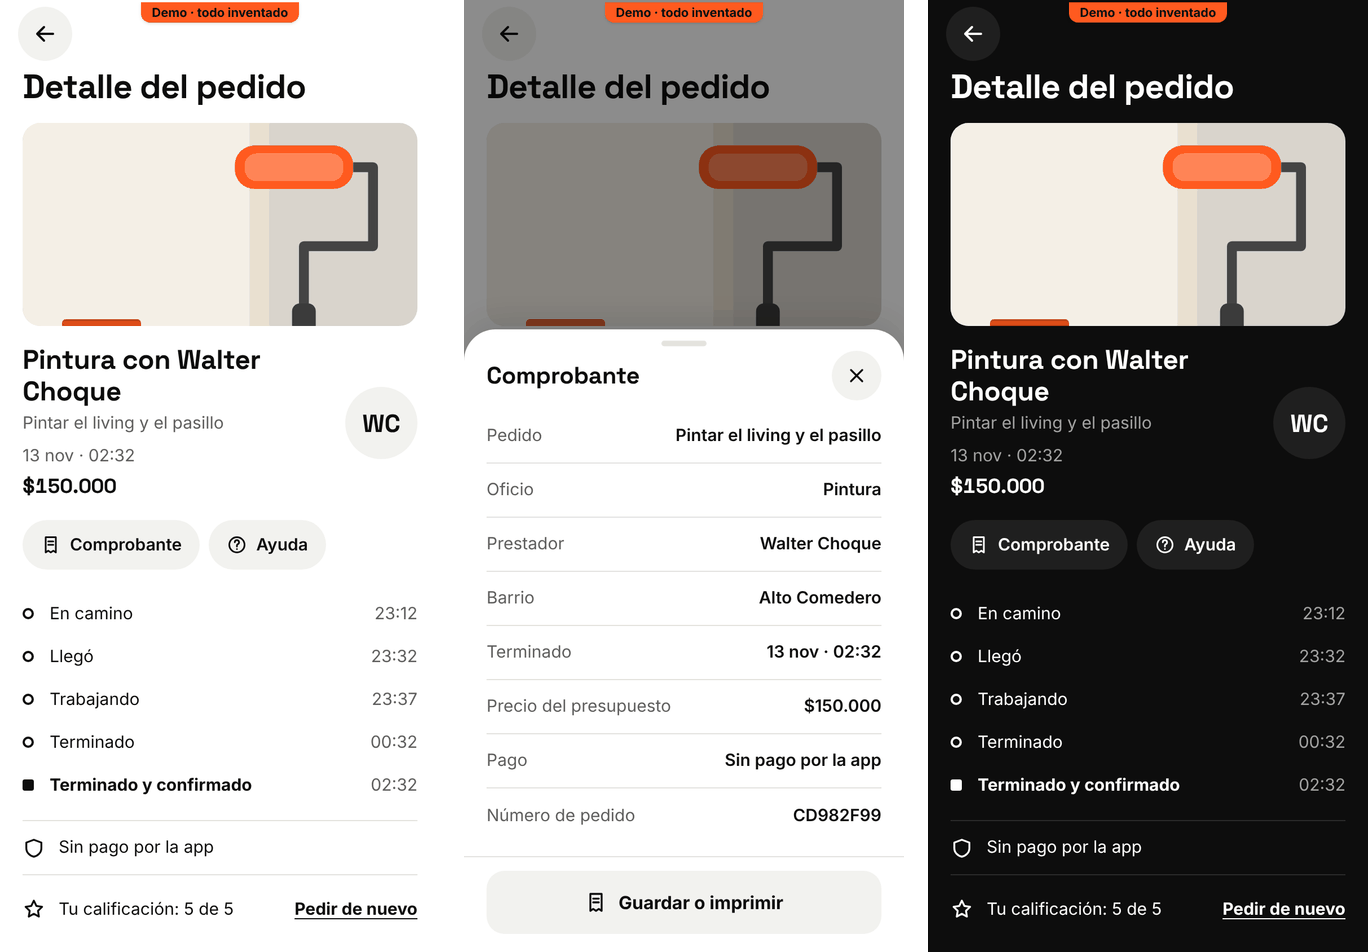 Demo · todo inventado
Detalle del pedido
Pintura con Walter
Choque
Pintar el living y el pasillo
13 nov · 02:32
$150.000
WC
Comprobante
Ayuda
En camino 23:12
Llegó 23:32
Trabajando 23:37
Terminado 00:32
Terminado y confirmado 02:32
Sin pago por la app
Tu calificación: 5 de 5 Pedir de nuevo
Demo · todo inventado
Detalle del pedido
Comprobante
Pedido Pintar el living y el pasillo
Oficio Pintura
Prestador Walter Choque
Barrio Alto Comedero
Terminado 13 nov · 02:32
Precio del presupuesto $150.000
Pago Sin pago por la app
Número de pedido CD982F99
Guardar o imprimir
Demo · todo inventado
Detalle del pedido
Pintura con Walter
Choque
Pintar el living y el pasillo
13 nov · 02:32
$150.000
WC
Comprobante
Ayuda
En camino 23:12
Llegó 23:32
Trabajando 23:37
Terminado 00:32
Terminado y confirmado 02:32
Sin pago por la app
Tu calificación: 5 de 5 Pedir de nuevo